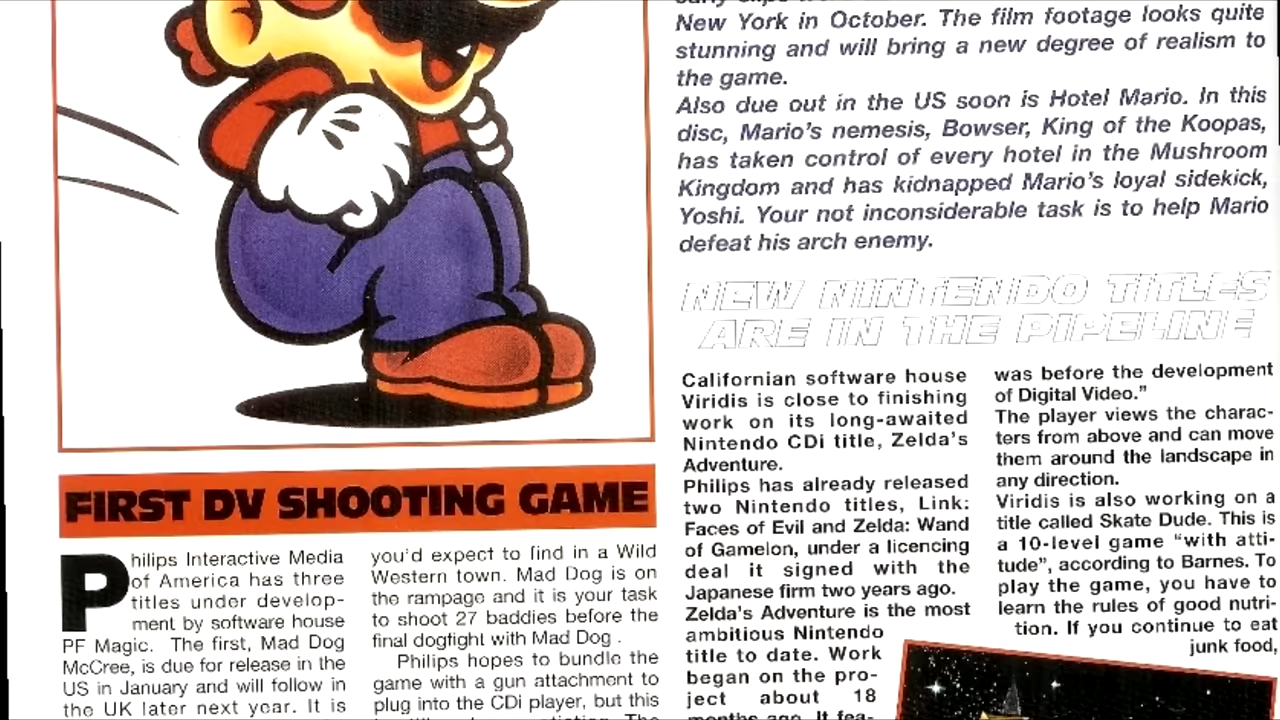 New York in October. The film footage looks quite
stunning and will bring a new degree of realism to
the game.
Also due out in the US soon is Hotel Mario. In this
disc, Mario's nemesis, Bowser, King of the Koopas,
has taken control of every hotel in the Mushroom
Kingdom and has kidnapped Mario's loyal sidekick,
Yoshi. Your not inconsiderable task is to help Mario
defeat his arch enemy.
FIRST DV SHOOTING GAME
Philips Interactive Media
of America has three
titles under develop-
ment by software house
PF Magic. The first, Mad Dog
McCree, is due for release in the
US in January and will follow in
the UK later next year. It is
you'd expect to find in a Wild
Western town. Mad Dog is on
the rampage and it is your task
to shoot 27 baddies before the
final dogfight with Mad Dog .
Philips hopes to bundle the
game with a gun attachment to
plug into the CDi player, but this
NEW NINTENDO TITLES
ARE IN THE PIPELINE
Californian software house
Viridis is close to finishing
work on its long-awaited
Nintendo CDi title, Zelda's
Adventure.
Philips has already released
two Nintendo titles, Link:
Faces of Evil and Zelda: Wand
of Gamelon, under a licencing
deal it signed with the
Japanese firm two years ago.
Zelda's Adventure is the most
ambitious Nintendo
title to date. Work
began on the pro-
ject about 18
months ago. It fea-
was before the development
of Digital Video."
The player views the charac-
ters from above and can move
them around the landscape in
any direction.
Viridis is also working on a
title called Skate Dude. This is
a 10-level game "with atti-
tude", according to Barnes. To
play the game, you have to
learn the rules of good nutri-
tion. If you continue to eat
junk food,